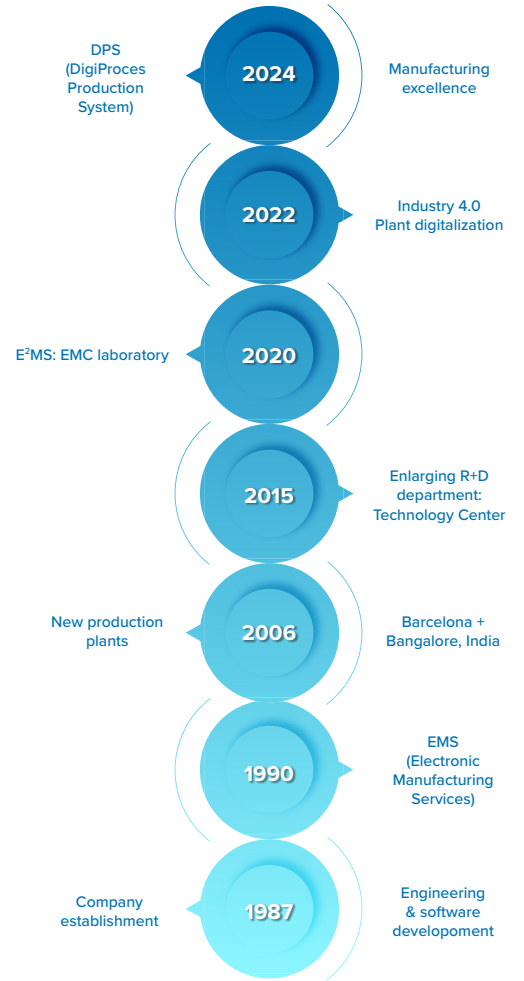 DPS
(DigiProces
Production
System)
2024
Manufacturing
excellence
2022
Industry 4.0
Plant digitalization
E²MS: EMC laboratory
2020
2015
Enlarging R+D
department:
Technology Center
New production
plants
2006
Barcelona +
Bangalore, India
1990
EMS
(Electronic
Manufacturing
Services)
Company
establishment
1987
Engineering
& software
developoment